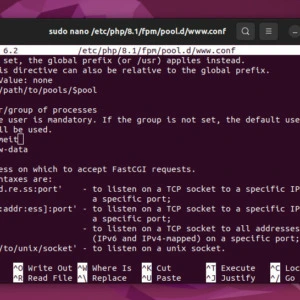 sudo nano /etc/php/8.1/fpm/pool.d/www.conf
6.2 /etc/php/8.1/fpm/pool.d/www.conf
set, the global prefix (or /usr) applies instead.
is directive can also be relative to the global prefix.
Value: none
/path/to/pools/$pool
r/group of processes
e user is mandatory. If the group is not set, the default use
ll be used.
meit
w-data
ess on which to accept FastCGI requests.
ntaxes are:
d.re.ss:port' - to listen on a TCP socket to a specific IP
a specific port;
:addr:ess]:port' - to listen on a TCP socket to a specific IP
a specific port;
- to listen on a TCP socket to all addresses
(IPv6 and IPv4-mapped) on a specific port;
/to/unix/socket' - to listen on a unix socket.
^O Write Out ^W Where Is ^K Cut ^T Execute ^C Loc
^R Read File ^\ Replace ^U Paste ^J Justify ^/ Go